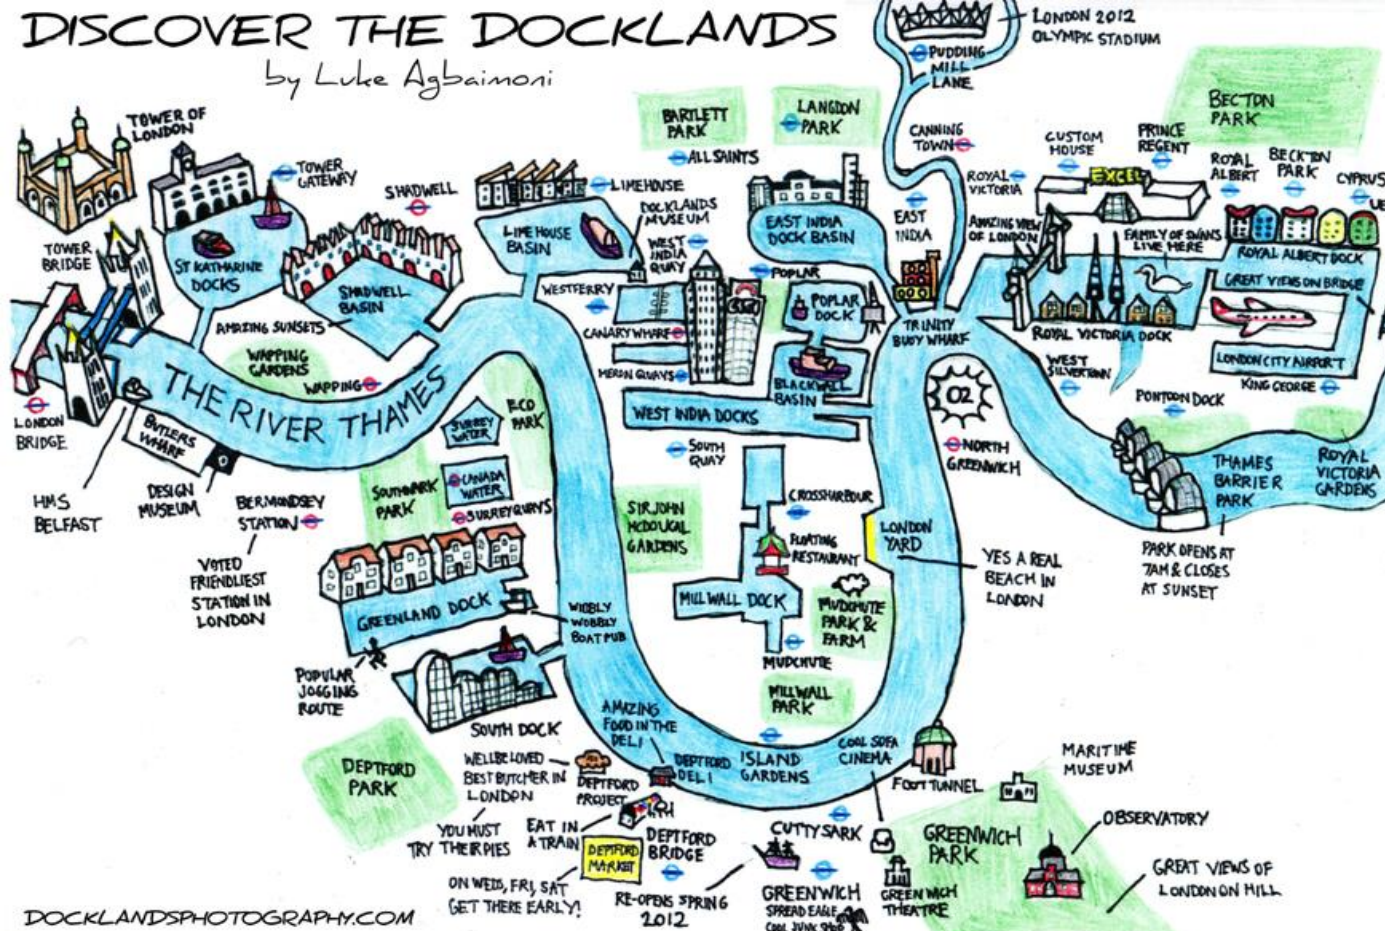 DISCOVER THE DOCKLANDS
by Luke Agbaimoni
LONDON 2012
OLYMPIC STADIUM
PUDDING
MILL
LANE
TOWER OF
LONDON
TOWER
GATEWAY
SHADWELL
TOWER
BRIDGE
ST KATHARINE
DOCKS
SHADWELL
BASIN
AMAZING SUNSETS
WAPPING
GARDENS
WAPPING
THE RIVER THAMES
LONDON
BRIDGE
HMS
BELFAST
BUTLERS
WHARF
DESIGN
MUSEUM
BERMONDSEY
STATION
VOTED
FRIENDLIEST
STATION IN
LONDON
LIMEHOUSE
LIMEHOUSE
BASIN
DOCKLANDS
MUSEUM
WEST
INDIA
QUAY
WESTFERRY
CANARY WHARF
HERON QUAYS
WEST INDIA DOCKS
SOUTH
QUAY
BARTLETT
PARK
ALL SAINTS
LANGDON
PARK
EAST INDIA
DOCK BASIN
POPLAR
POPLAR
DOCK
BLACKWALL
BASIN
CANNING
TOWN
EAST
INDIA
TRINITY
BUOY WHARF
ROYAL
VICTORIA
AMAZING VIEW
OF LONDON
CUSTOM
HOUSE
PRINCE
REGENT
EXCEL
FAMILY OF SWANS
LIVE HERE
BECTON
PARK
ROYAL
ALBERT
BECKTON
PARK
CYPRUS
ROYAL ALBERT DOCK
GREAT VIEWS ON BRIDGE
LONDON CITY AIRPORT
KING GEORGE
ROYAL VICTORIA DOCK
WEST
SILVERTOWN
PONTOON DOCK
THAMES
BARRIER
PARK
ROYAL
VICTORIA
GARDENS
PARK OPENS AT
7AM & CLOSES
AT SUNSET
O2
NORTH
GREENWICH
ECO
PARK
SURREY
WATER
CANADA
WATER
SURREY QUAYS
SOUTHPARK
PARK
GREENLAND DOCK
WIBBLY
WOBBLY
BOAT PUB
POPULAR
JOGGING
ROUTE
SOUTH DOCK
SIR JOHN
MCDOUGAL
GARDENS
CROSSHARBOUR
FLOATING
RESTAURANT
MILLWALL DOCK
MUDCHUTE
PARK &
FARM
MUDCHUTE
LONDON
YARD
YES A REAL
BEACH IN
LONDON
MILLWALL
PARK
ISLAND
GARDENS
AMAZING
FOOD IN THE
DELI
DEPTFORD
DELI
DEPTFORD
PARK
WELLBELOVED
BEST BUTCHER IN
LONDON
YOU MUST
TRY THEIR PIES
DEPTFORD
PROJECT
EAT IN
A TRAIN
DEPTFORD
MARKET
ON WEDS, FRI, SAT
GET THERE EARLY!
DEPTFORD
BRIDGE
RE-OPENS SPRING
2012
CUTTY SARK
GREENWICH
SPREAD EAGLE
COOL JUNK SHOP
COOL SOFA
CINEMA
FOOT TUNNEL
GREENWICH
THEATRE
GREENWICH
PARK
MARITIME
MUSEUM
OBSERVATORY
GREAT VIEWS OF
LONDON ON HILL
DOCKLANDSPHOTOGRAPHY.COM